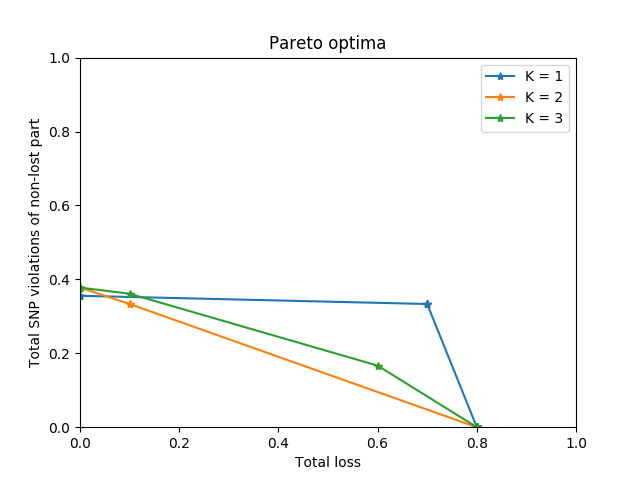 Pareto optima
K = 1
K = 2
K = 3
Total SNP violations of non-lost part
1.0
0.8
0.6
0.4
0.2
0.0
0.0 0.2 0.4 0.6 0.8 1.0
Total loss